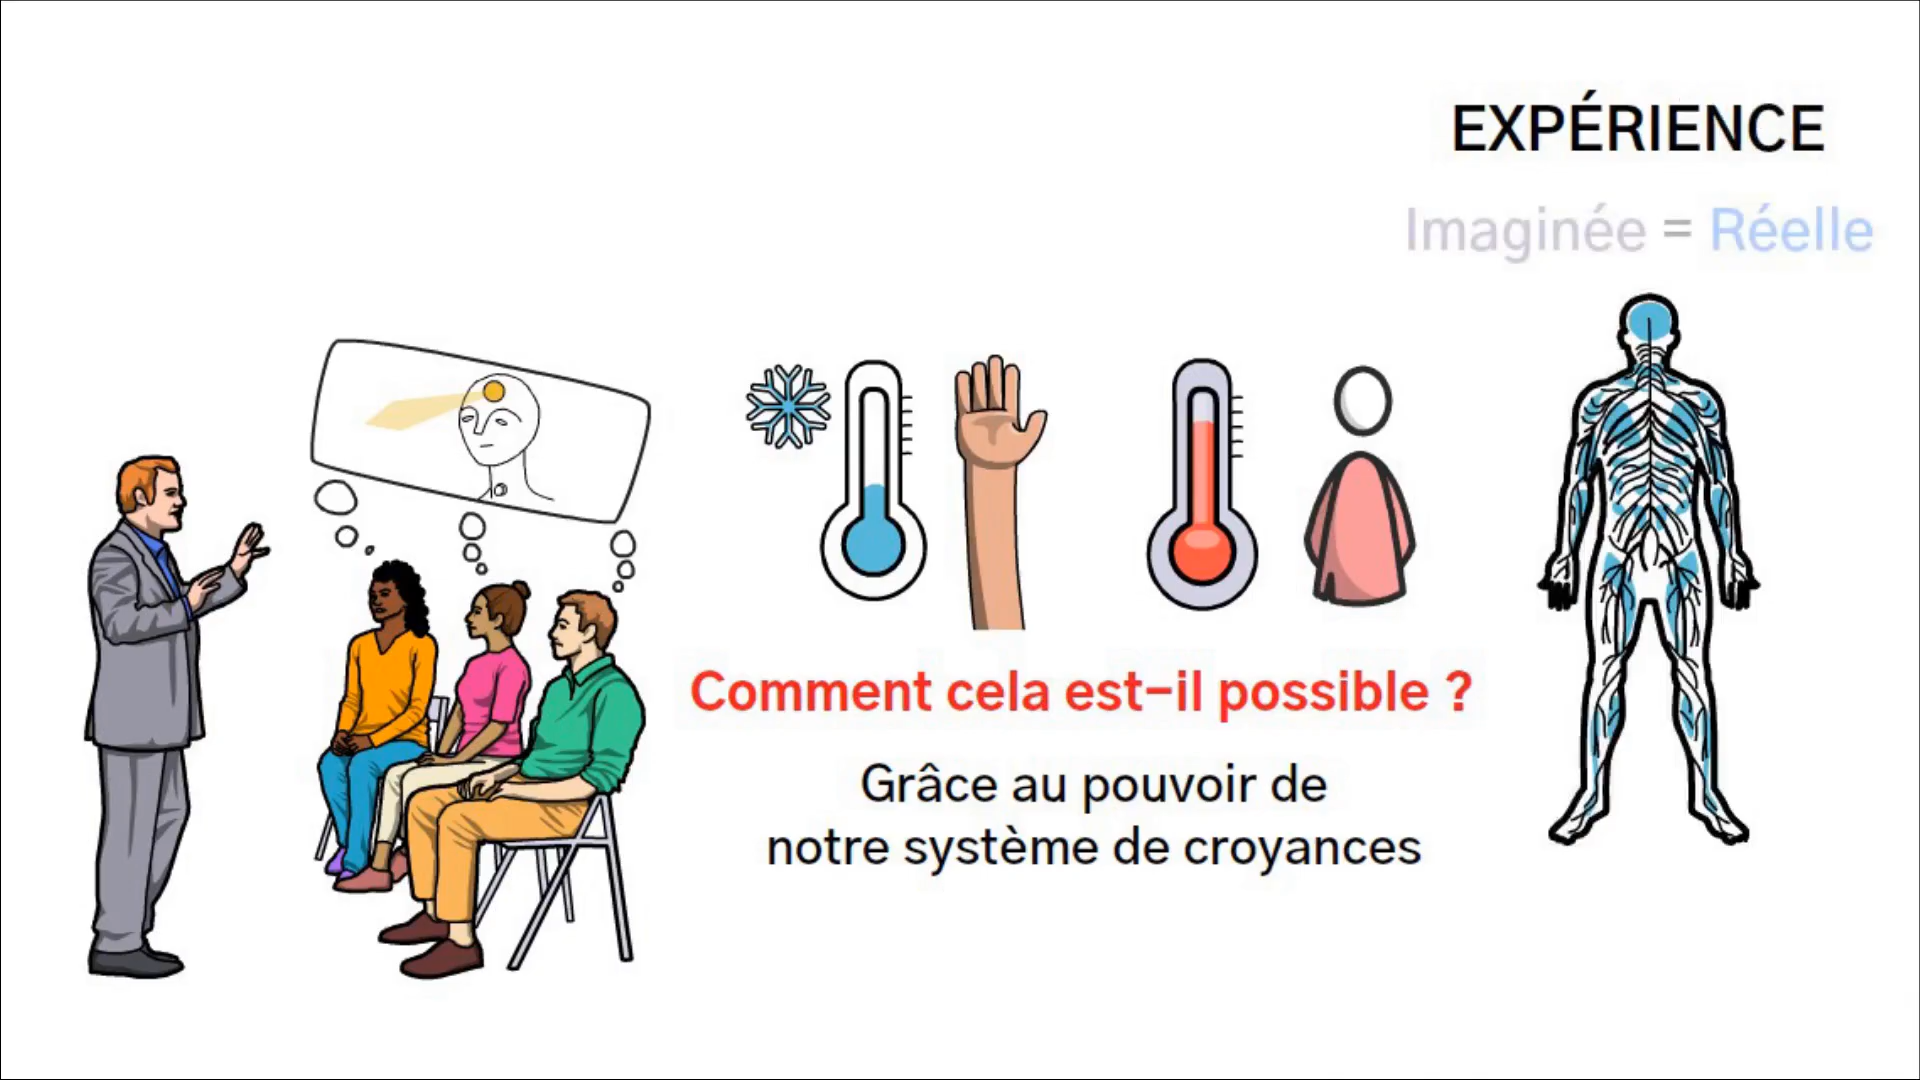 EXPÉRIENCE
Imaginée = Réelle
Comment cela est-il possible ?
Grâce au pouvoir de
notre système de croyances